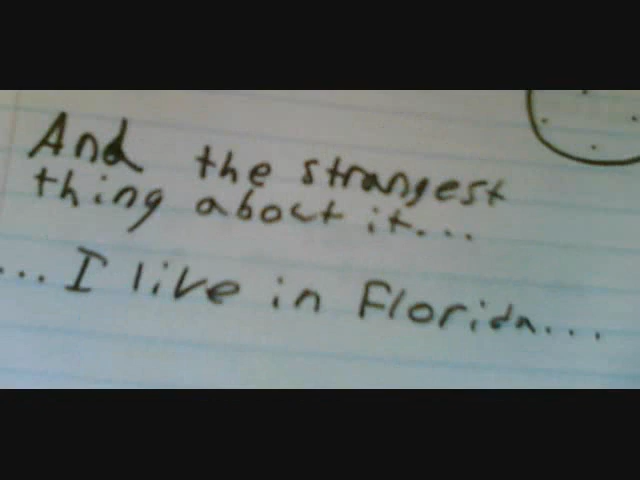 And the strangest
thing about it...
...I live in Florida...